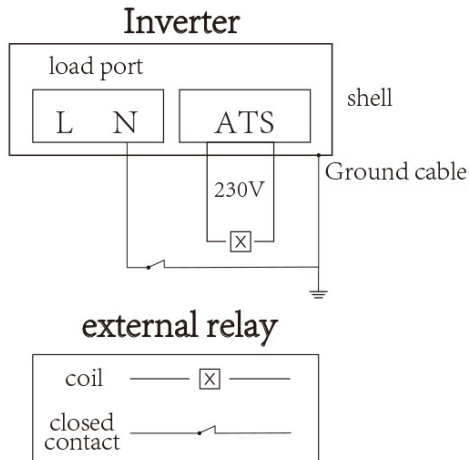 Inverter
load port
L N ATS
shell
230V
Ground cable
X
external relay
coil X
closed
contact